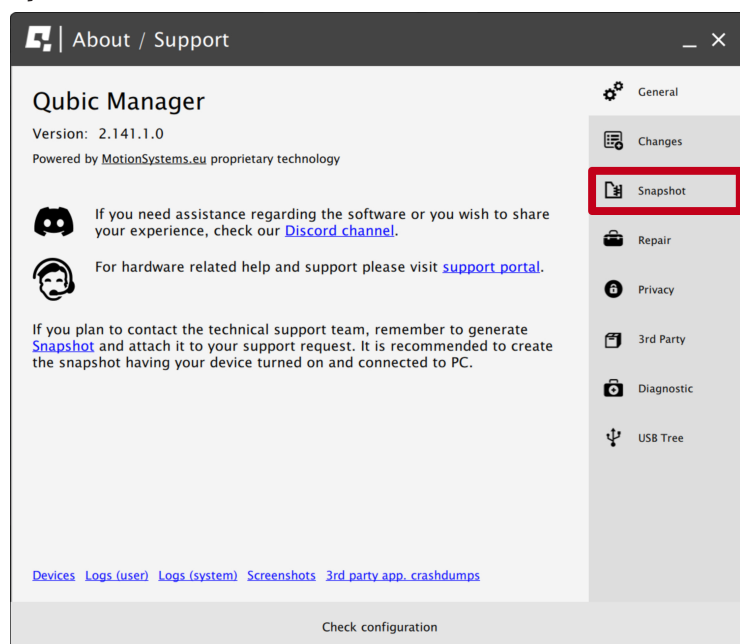 About / Support
Qubic Manager
Version: 2.141.1.0
Powered by MotionSystems.eu proprietary technology
If you need assistance regarding the software or you wish to share
your experience, check our Discord channel.
For hardware related help and support please visit support portal.
If you plan to contact the technical support team, remember to generate
Snapshot and attach it to your support request. It is recommended to create
the snapshot having your device turned on and connected to PC.
Devices Logs (user) Logs (system) Screenshots 3rd party app. crashdumps
General
Changes
Snapshot
Repair
Privacy
3rd Party
Diagnostic
USB Tree
Check configuration